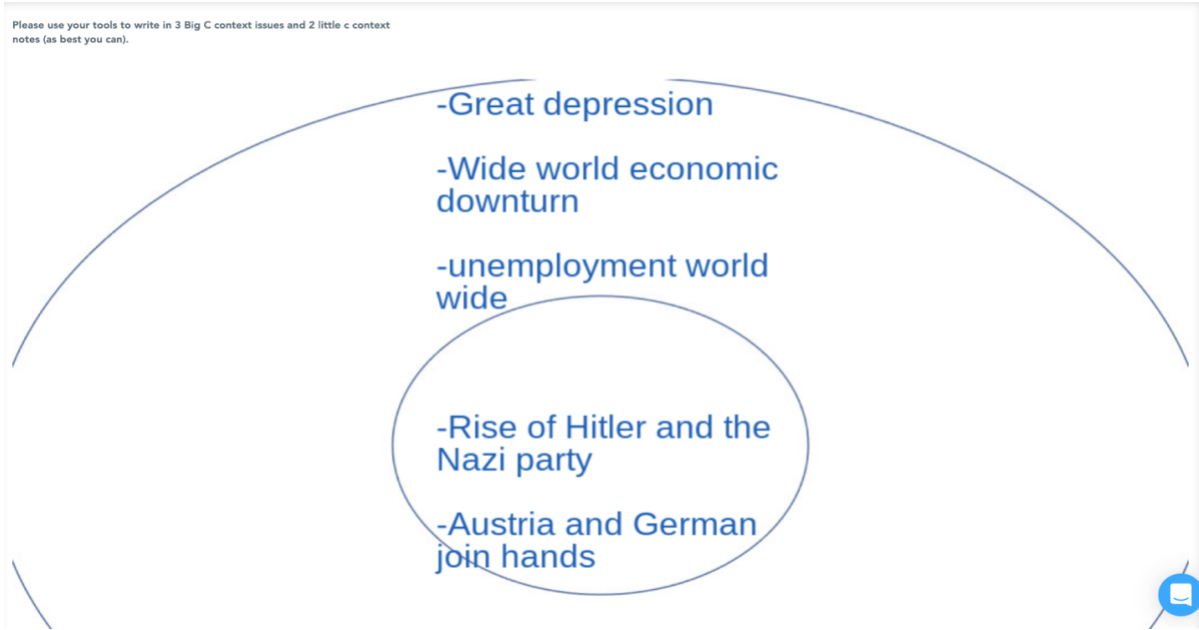 Please use your tools to write in 3 Big C context issues and 2 little c context
notes (as best you can).
-Great depression
-Wide world economic
downturn
-unemployment world
wide
-Rise of Hitler and the
Nazi party
-Austria and German
join hands